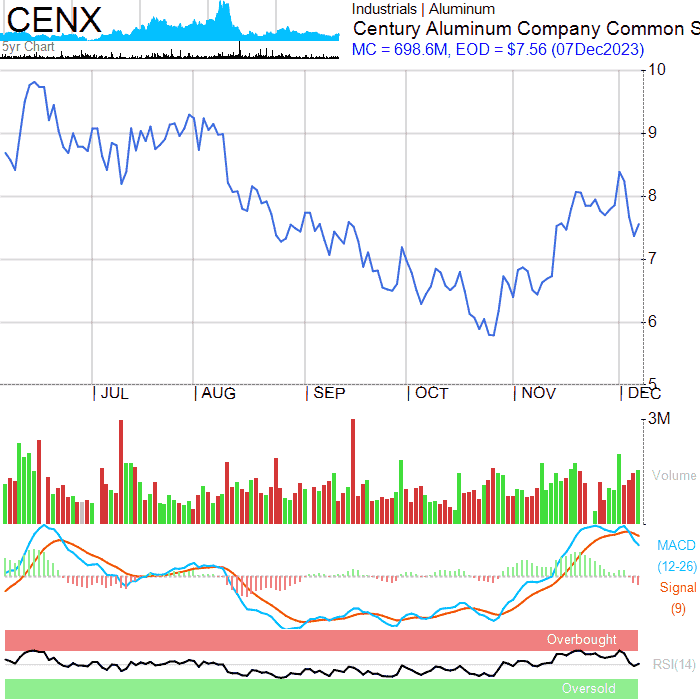 CENX
Industrials | Aluminum
Century Aluminum Company Common S
MC = 698.6M, EOD = $7.56 (07Dec2023)
5yr Chart
10
9
8
7
6
5
JUL AUG SEP OCT NOV DEC
3M
Volume
MACD
(12-26)
Signal
(9)
Overbought
RSI(14)
Oversold